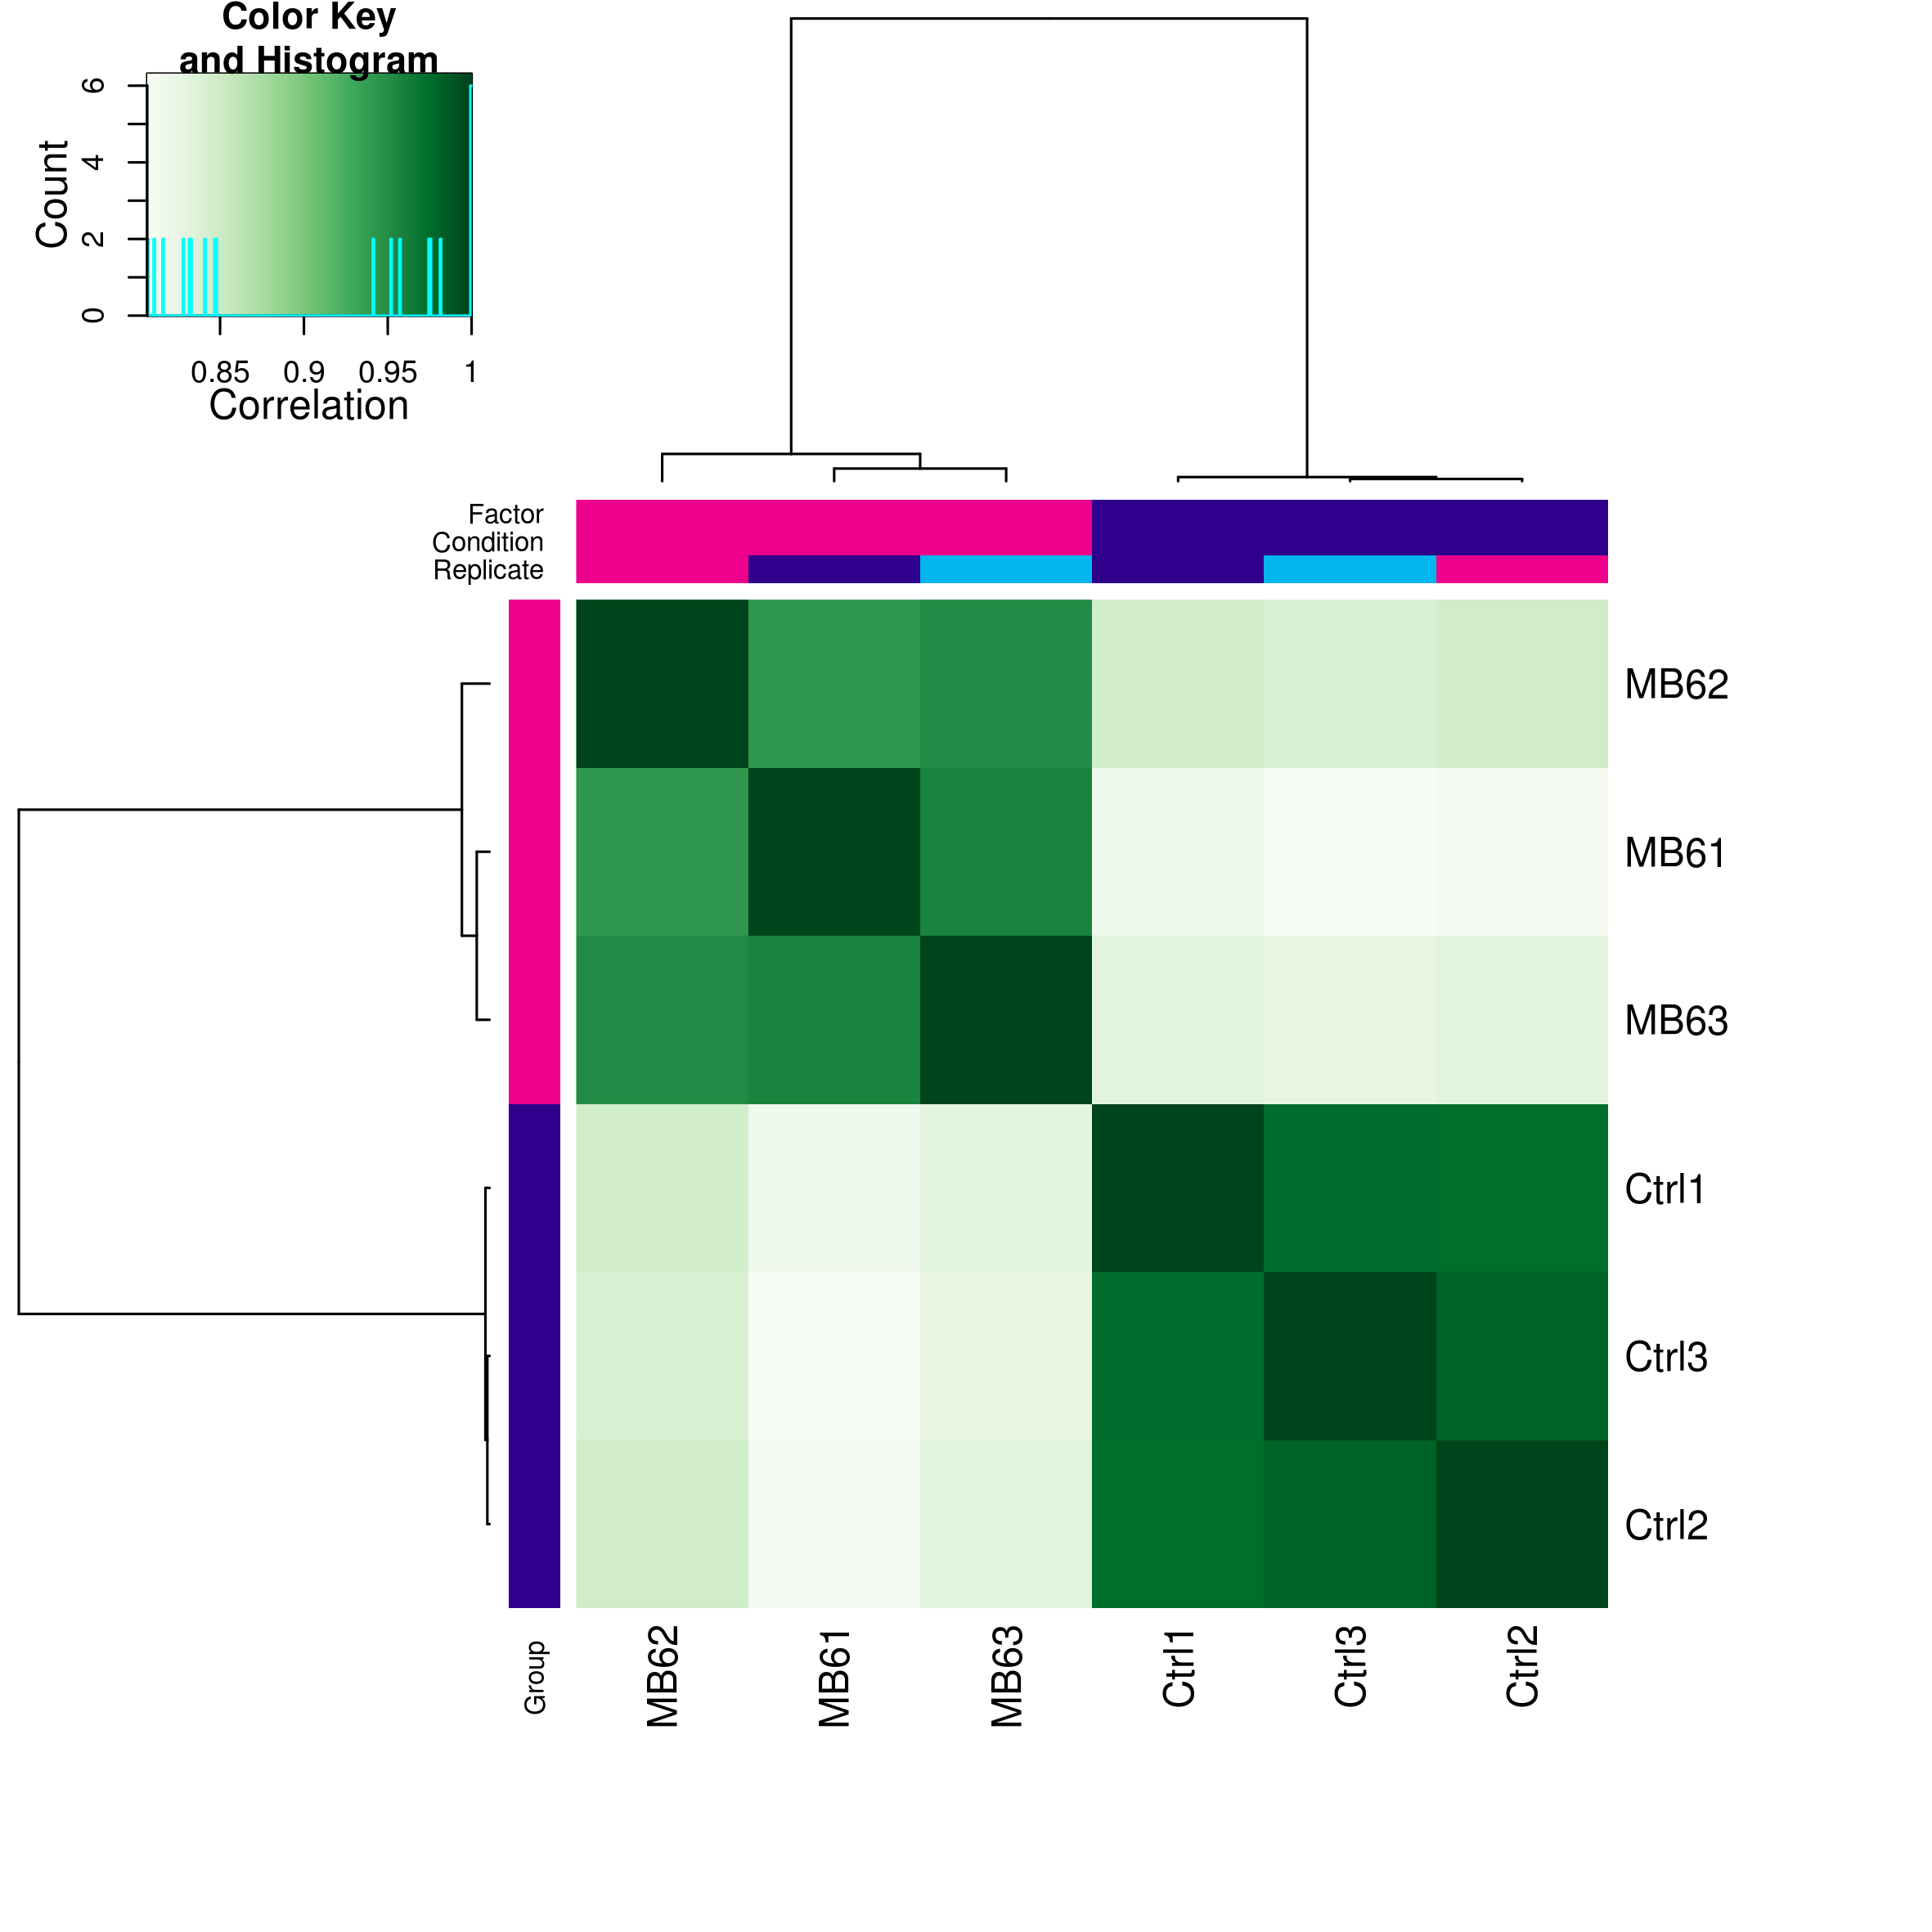 Color Key
and Histogram
Count
0 2 4 6
0.85 0.9 0.95 1
Correlation
Factor
Condition
Replicate
MB62
MB61
MB63
Ctrl1
Ctrl3
Ctrl2
Group
MB62
MB61
MB63
Ctrl1
Ctrl3
Ctrl2